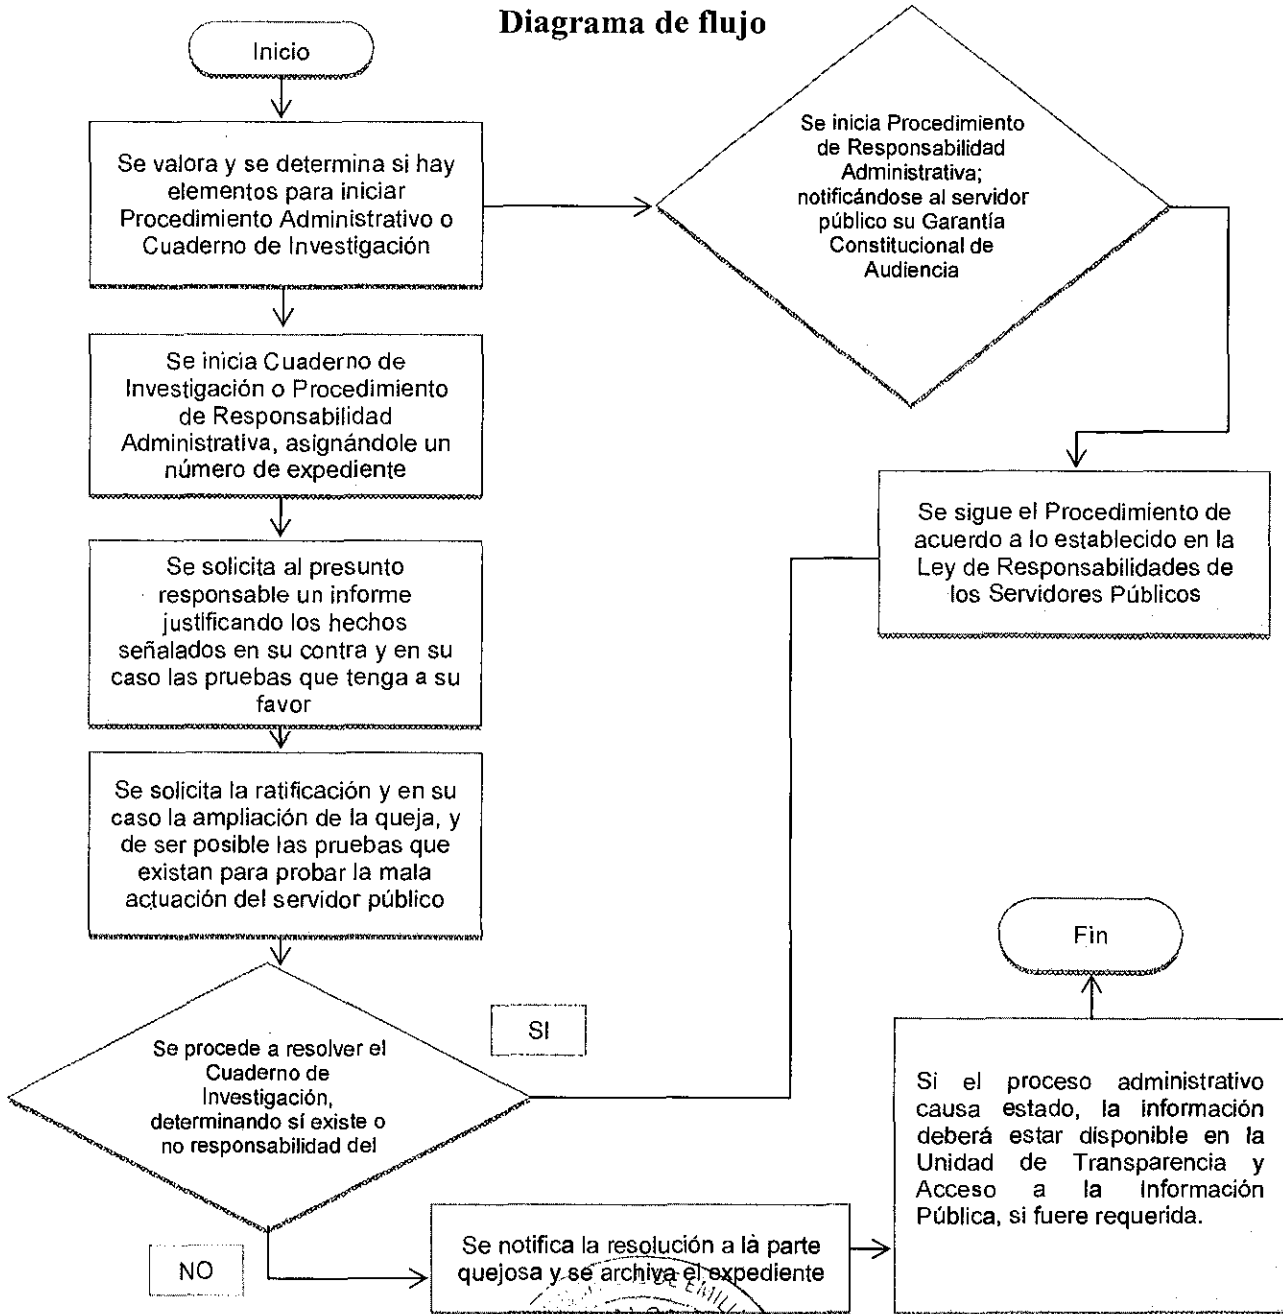 Diagrama de flujo
Inicio
Se valora y se determina si hay
elementos para iniciar
Procedimiento Administrativo o
Cuaderno de Investigación
Se inicia Procedimiento
de Responsabilidad
Administrativa;
notificándose al servidor
público su Garantía
Constitucional de
Audiencia
Se inicia Cuaderno de
Investigación o Procedimiento
de Responsabilidad
Administrativa, asignándole un
número de expediente
Se sigue el Procedimiento de
acuerdo a lo establecido en la
Ley de Responsabilidades de
los Servidores Públicos
Se solicita al presunto
responsable un informe
justificando los hechos
señalados en su contra y en su
caso las pruebas que tenga a su
favor
Se solicita la ratificación y en su
caso la ampliación de la queja, y
de ser posible las pruebas que
existan para probar la mala
actuación del servidor público
Se procede a resolver el
Cuaderno de
Investigación,
determinando sí existe o
no responsabilidad del
SI
NO
Se notifica la resolución a la parte
quejosa y se archiva el expediente
Si el proceso administrativo
causa estado, la información
deberá estar disponible en la
Unidad de Transparencia y
Acceso a la Información
Pública, si fuere requerida.
Fin
DE EMILI